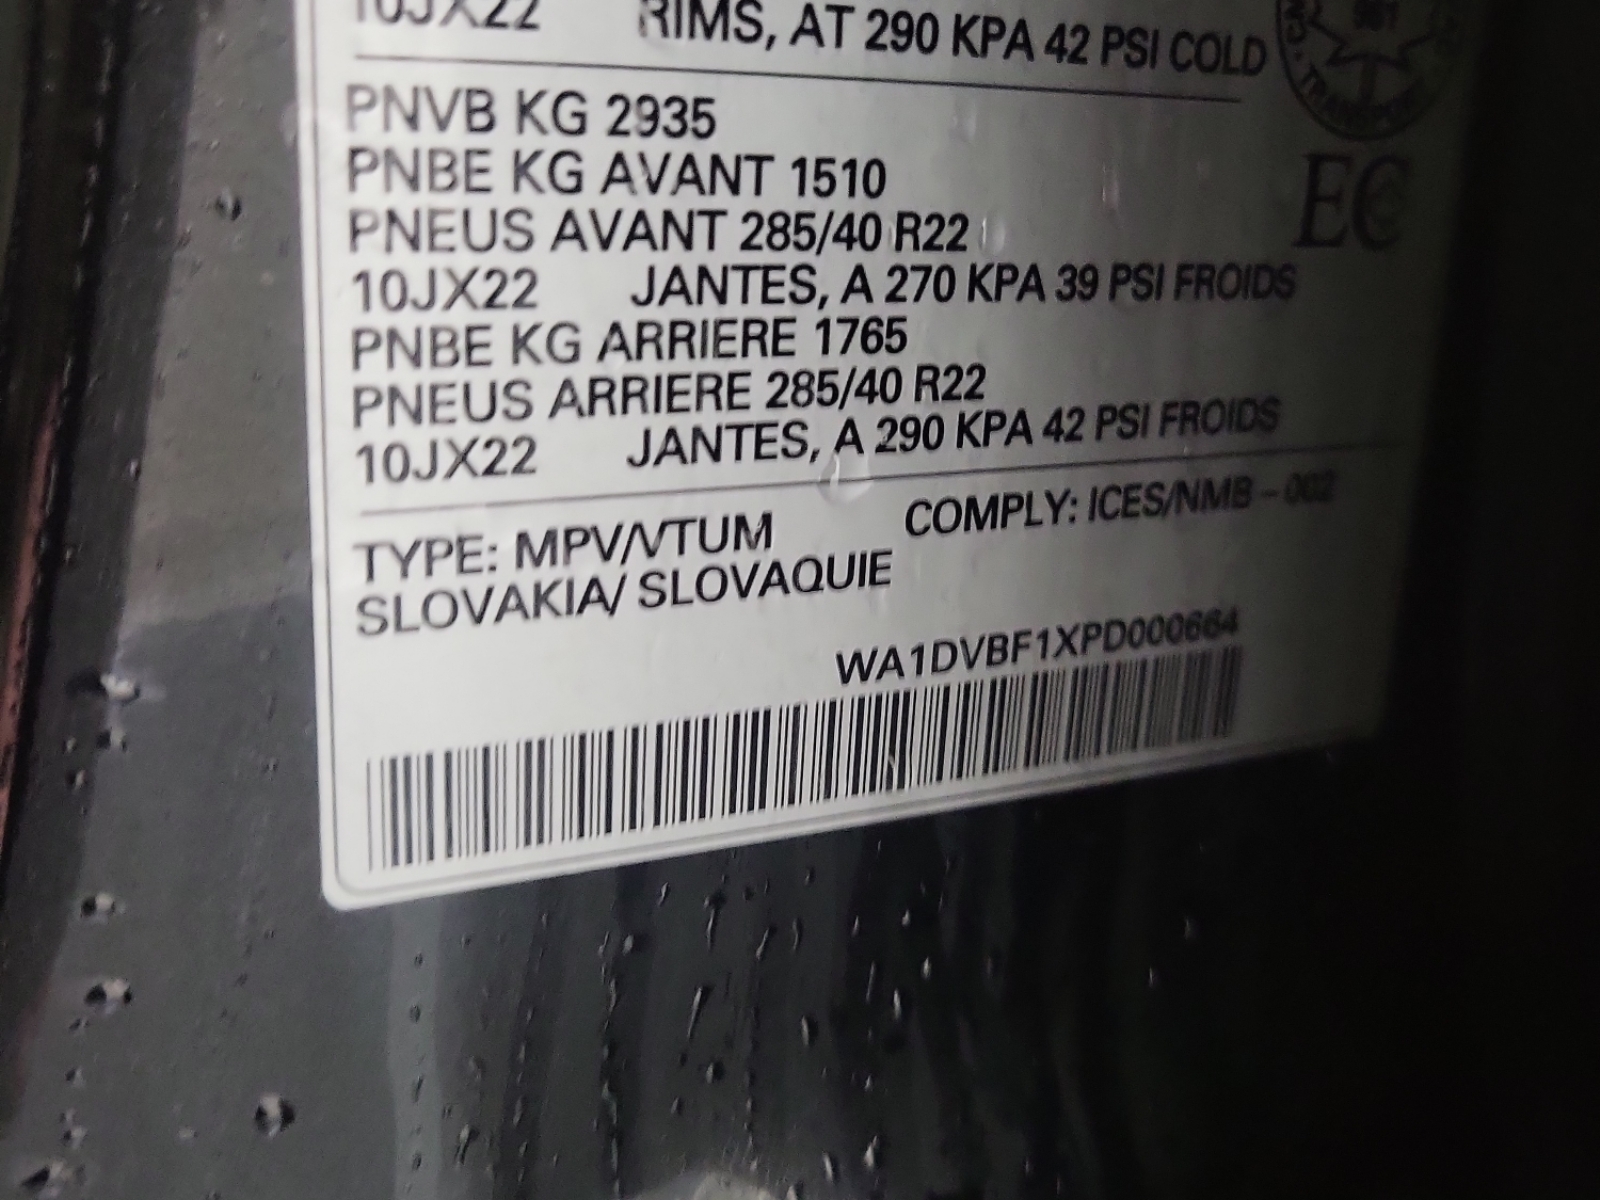 10JX22 RIMS, AT 290 KPA 42 PSI COLD
PNVB KG 2935
PNBE KG AVANT 1510
PNEUS AVANT 285/40 R22
10JX22 JANTES, A 270 KPA 39 PSI FROIDS
PNBE KG ARRIERE 1765
PNEUS ARRIERE 285/40 R22
10JX22 JANTES, A 290 KPA 42 PSI FROIDS
TYPE: MPV/VTUM COMPLY: ICES/NMB - 002
SLOVAKIA/ SLOVAQUIE
WA1DVBF1XPD000664
TRANSPORT
EC